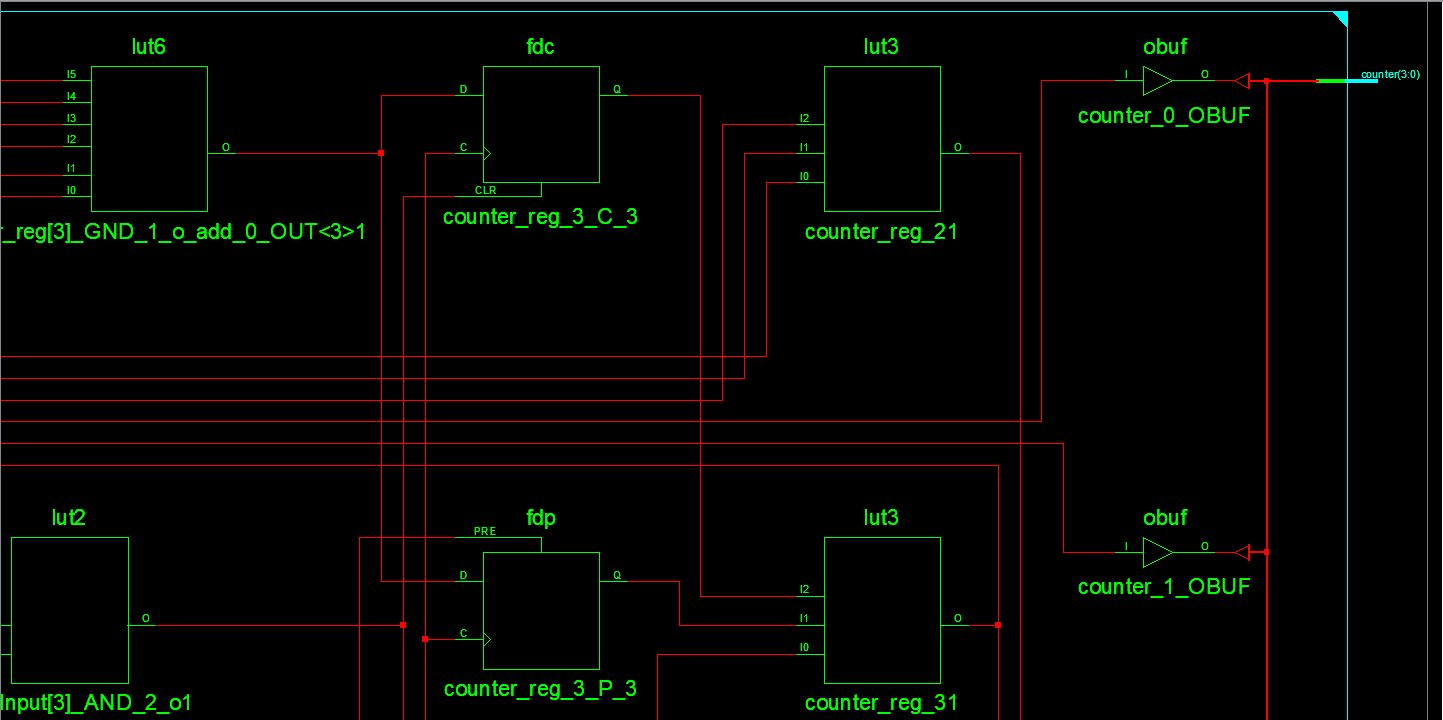 lut6
fdc
lut3
obuf
I5
I4
I3
I2
I1
I0
O
D
C
CLR
Q
I2
I1
I0
O
I
O
counter(3:0)
counter_0_OBUF
r_reg[3]_GND_1_o_add_0_OUT<3>1
counter_reg_3_C_3
counter_reg_21
lut2
fdp
lut3
obuf
O
PRE
D
C
Q
I2
I1
I0
O
I
O
counter_1_OBUF
Input[3]_AND_2_o1
counter_reg_3_P_3
counter_reg_31